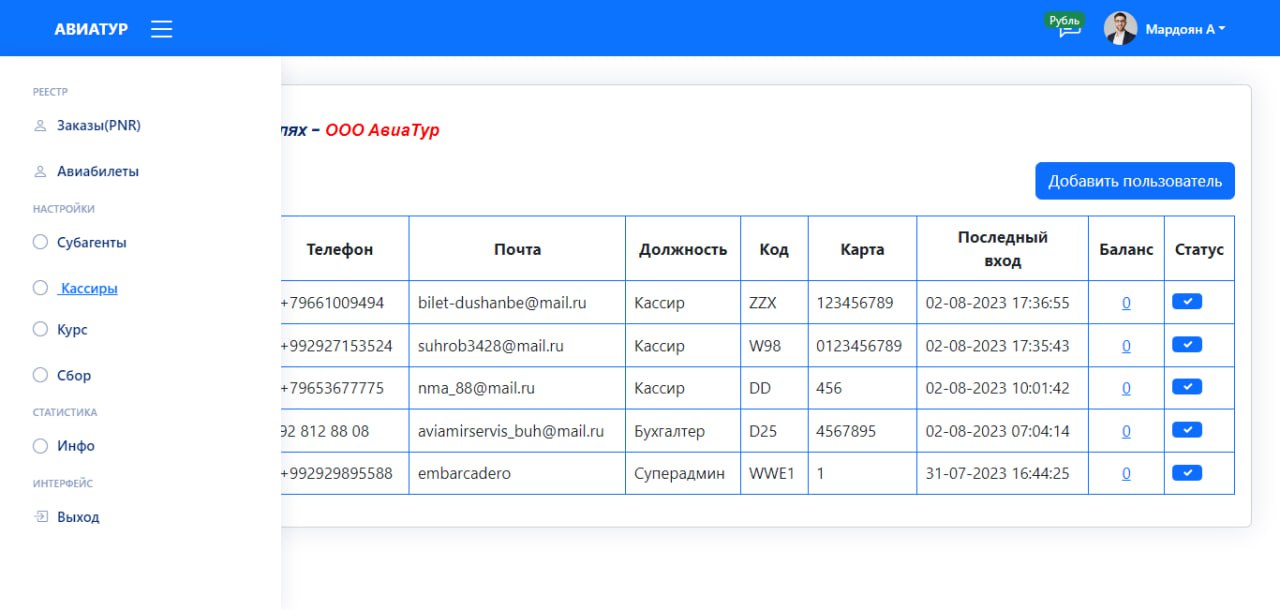 АВИАТУР
Рубль
Мардоян А
РЕЕСТР
Заказы(PNR)
Авиабилеты
НАСТРОЙКИ
Субагенты
Кассиры
Курс
Сбор
СТАТИСТИКА
Инфо
ИНТЕРФЕЙС
Выход
лях – ООО АвиаТур
Добавить пользователь
Телефон Почта Должность Код Карта Последный вход Баланс Статус
+79661009494 bilet-dushanbe@mail.ru Кассир ZZX 123456789 02-08-2023 17:36:55 0
+992927153524 suhrob3428@mail.ru Кассир W98 0123456789 02-08-2023 17:35:43 0
+79653677775 nma_88@mail.ru Кассир DD 456 02-08-2023 10:01:42 0
92 812 88 08 aviamirservis_buh@mail.ru Бухгалтер D25 4567895 02-08-2023 07:04:14 0
+992929895588 embarcadero Суперадмин WWE1 1 31-07-2023 16:44:25 0